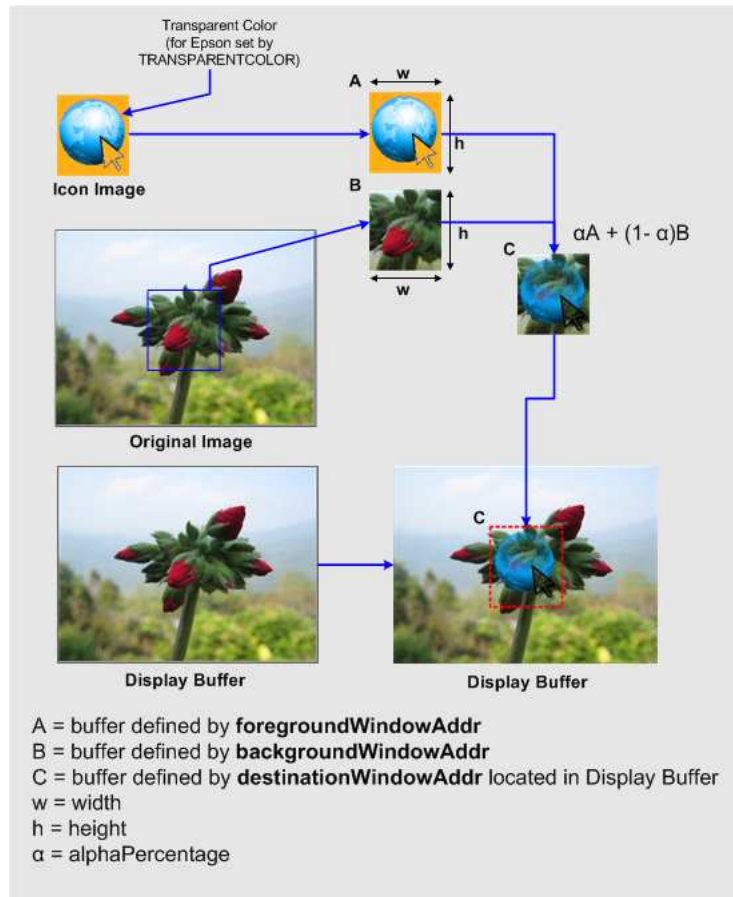 Transparent Color
(for Epson set by
TRANSPARENTCOLOR)
A
w
h
Icon Image
B
h
w
αA + (1- α)B
C
Original Image
C
Display Buffer
Display Buffer
A = buffer defined by foregroundWindowAddr
B = buffer defined by backgroundWindowAddr
C = buffer defined by destinationWindowAddr located in Display Buffer
w = width
h = height
α = alphaPercentage